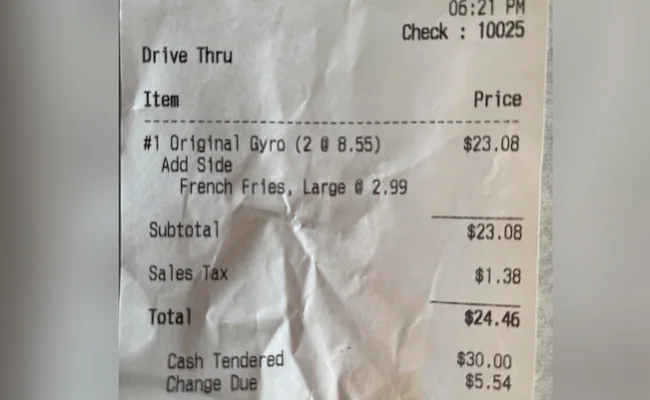 06:21 PM
Check : 10025
Drive Thru
Item Price
--------------------------------------------
#1 Original Gyro (2 @ 8.55) $23.08
Add Side
French Fries, Large @ 2.99
Subtotal $23.08
Sales Tax $1.38
Total $24.46
Cash Tendered $30.00
Change Due $5.54